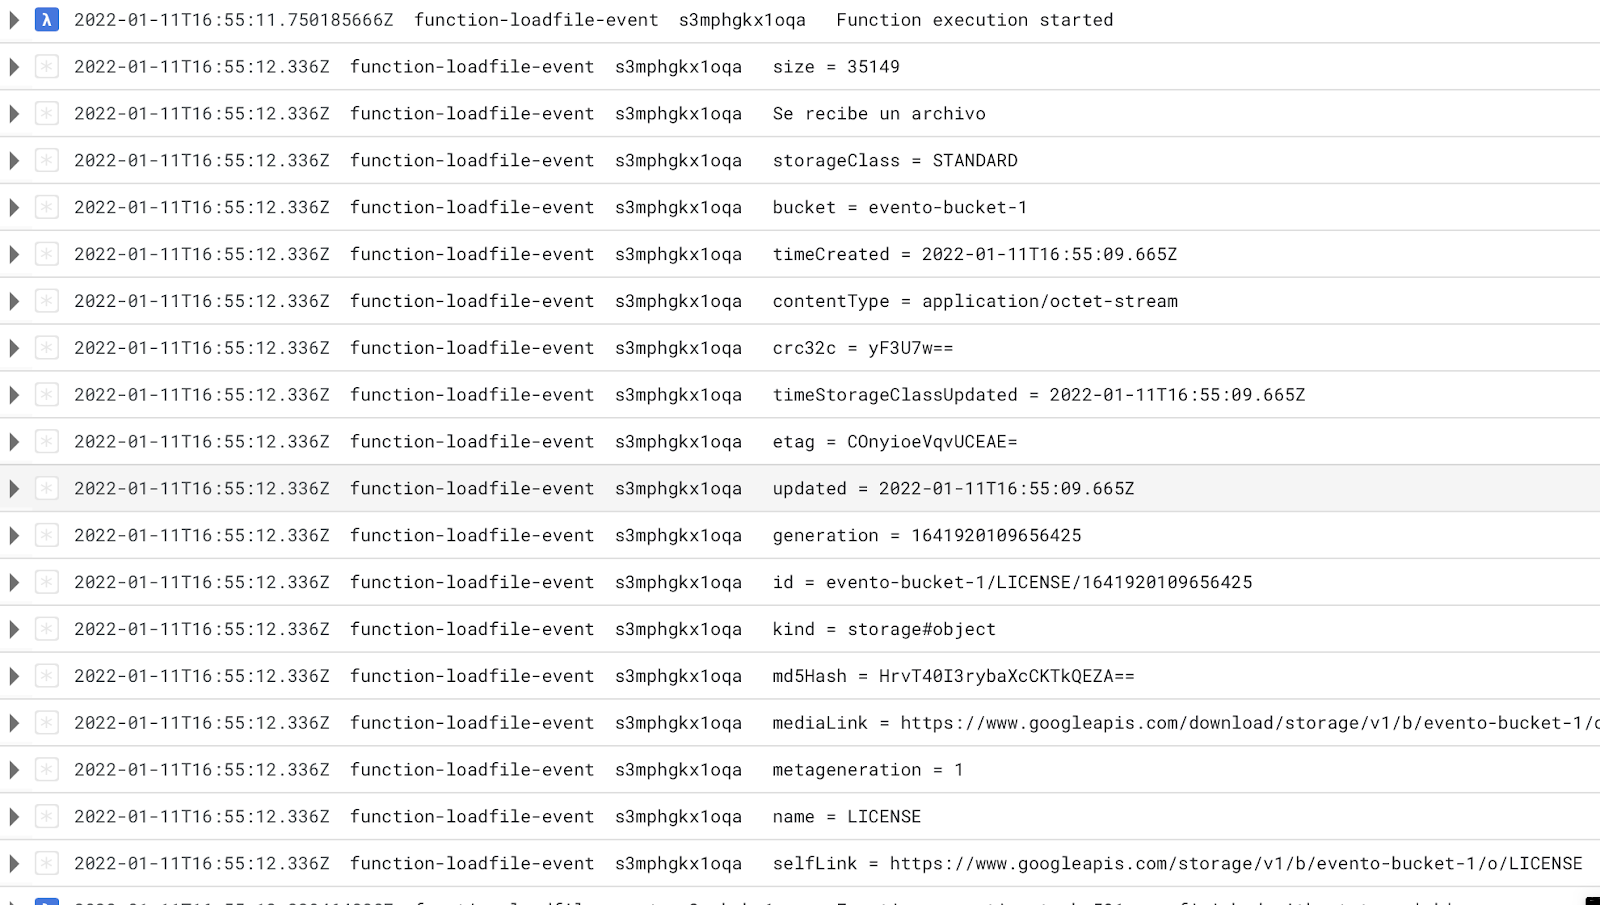 λ 2022-01-11T16:55:11.750185666Z function-loadfile-event s3mphgkx1oqa Function execution started
2022-01-11T16:55:12.336Z function-loadfile-event s3mphgkx1oqa size = 35149
2022-01-11T16:55:12.336Z function-loadfile-event s3mphgkx1oqa Se recibe un archivo
2022-01-11T16:55:12.336Z function-loadfile-event s3mphgkx1oqa storageClass = STANDARD
2022-01-11T16:55:12.336Z function-loadfile-event s3mphgkx1oqa bucket = evento-bucket-1
2022-01-11T16:55:12.336Z function-loadfile-event s3mphgkx1oqa timeCreated = 2022-01-11T16:55:09.665Z
2022-01-11T16:55:12.336Z function-loadfile-event s3mphgkx1oqa contentType = application/octet-stream
2022-01-11T16:55:12.336Z function-loadfile-event s3mphgkx1oqa crc32c = yF3U7w==
2022-01-11T16:55:12.336Z function-loadfile-event s3mphgkx1oqa timeStorageClassUpdated = 2022-01-11T16:55:09.665Z
2022-01-11T16:55:12.336Z function-loadfile-event s3mphgkx1oqa etag = COnyioeVqvUCEAE=
2022-01-11T16:55:12.336Z function-loadfile-event s3mphgkx1oqa updated = 2022-01-11T16:55:09.665Z
2022-01-11T16:55:12.336Z function-loadfile-event s3mphgkx1oqa generation = 1641920109656425
2022-01-11T16:55:12.336Z function-loadfile-event s3mphgkx1oqa id = evento-bucket-1/LICENSE/1641920109656425
2022-01-11T16:55:12.336Z function-loadfile-event s3mphgkx1oqa kind = storage#object
2022-01-11T16:55:12.336Z function-loadfile-event s3mphgkx1oqa md5Hash = HrvT40I3rybaXcCKTkQEZA==
2022-01-11T16:55:12.336Z function-loadfile-event s3mphgkx1oqa mediaLink = https://www.googleapis.com/download/storage/v1/b/evento-bucket-1/
2022-01-11T16:55:12.336Z function-loadfile-event s3mphgkx1oqa metageneration = 1
2022-01-11T16:55:12.336Z function-loadfile-event s3mphgkx1oqa name = LICENSE
2022-01-11T16:55:12.336Z function-loadfile-event s3mphgkx1oqa selfLink = https://www.googleapis.com/storage/v1/b/evento-bucket-1/o/LICENSE